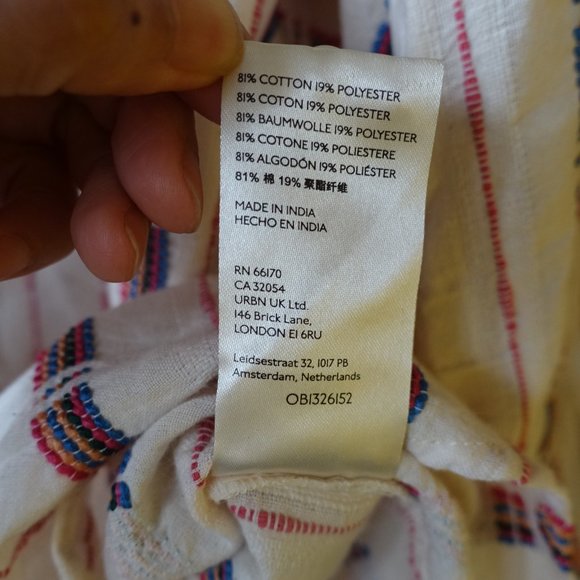 81% COTTON 19% POLYESTER
81% COTON 19% POLYESTER
81% BAUMWOLLE 19% POLYESTER
81% COTONE 19% POLIESTERE
81% ALGODÓN 19% POLIÉSTER
81% 棉 19% 聚酯纤维
MADE IN INDIA
HECHO EN INDIA
RN 66170
CA 32054
URBN UK Ltd.
146 Brick Lane,
LONDON E1 6RU
Leidsestraat 32, 1017 PB
Amsterdam, Netherlands
OB1326152